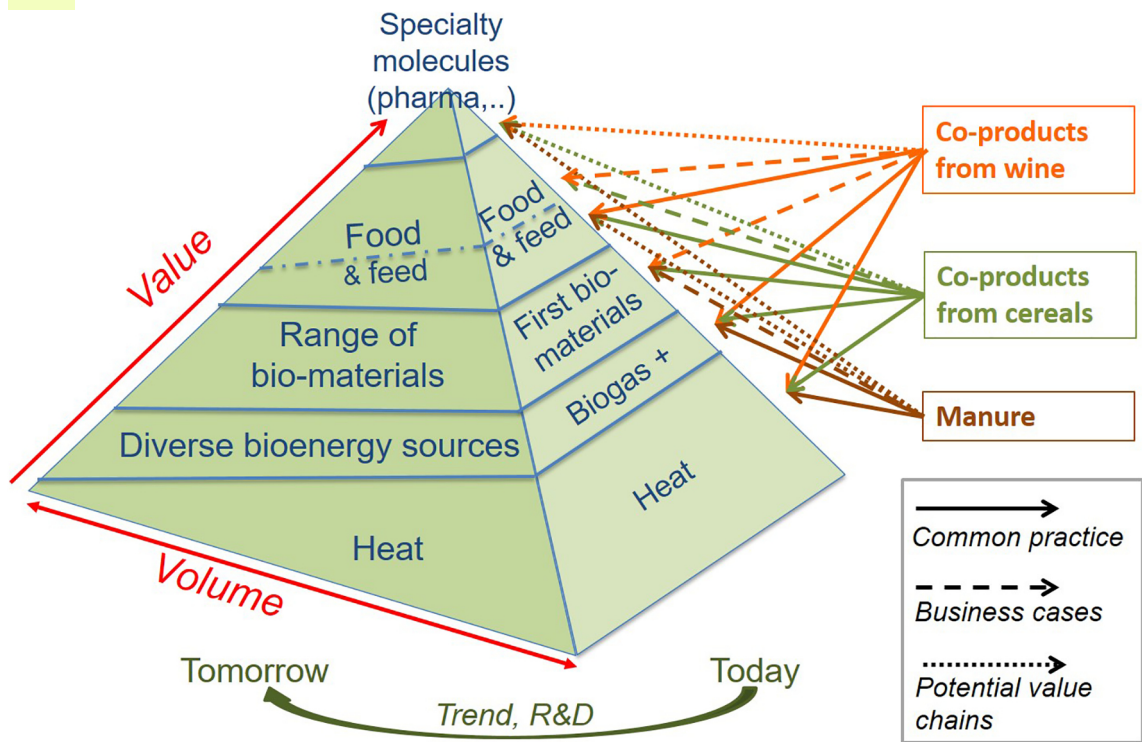 Specialty
molecules
(pharma,..)
Value
Food
& feed
Food
& feed
Range of
bio-materials
First bio-
materials
Diverse bioenergy sources
Biogas +
Heat
Heat
Volume
Tomorrow
Today
Trend, R&D
Co-products
from wine
Co-products
from cereals
Manure
Common practice
Business cases
Potential value
chains